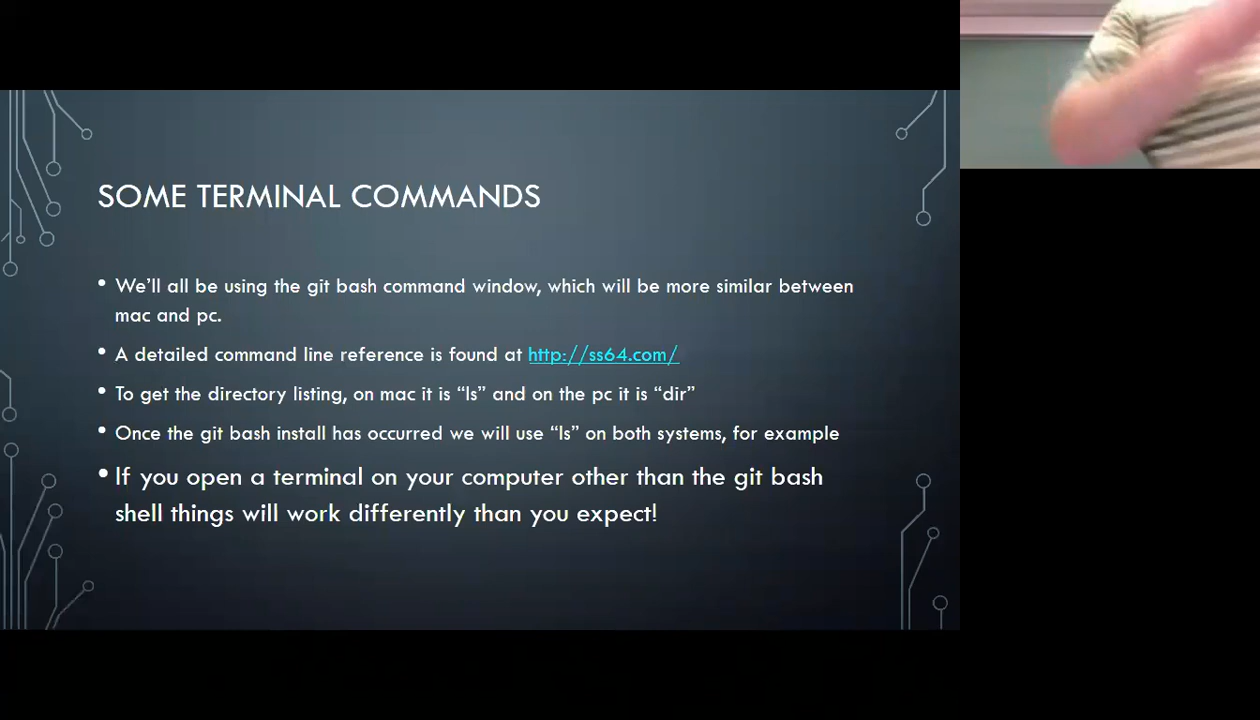 SOME TERMINAL COMMANDS
• We’ll all be using the git bash command window, which will be more similar between
mac and pc.
• A detailed command line reference is found at http://ss64.com/
• To get the directory listing, on mac it is “ls” and on the pc it is “dir”
• Once the git bash install has occurred we will use “ls” on both systems, for example
• If you open a terminal on your computer other than the git bash
shell things will work differently than you expect!